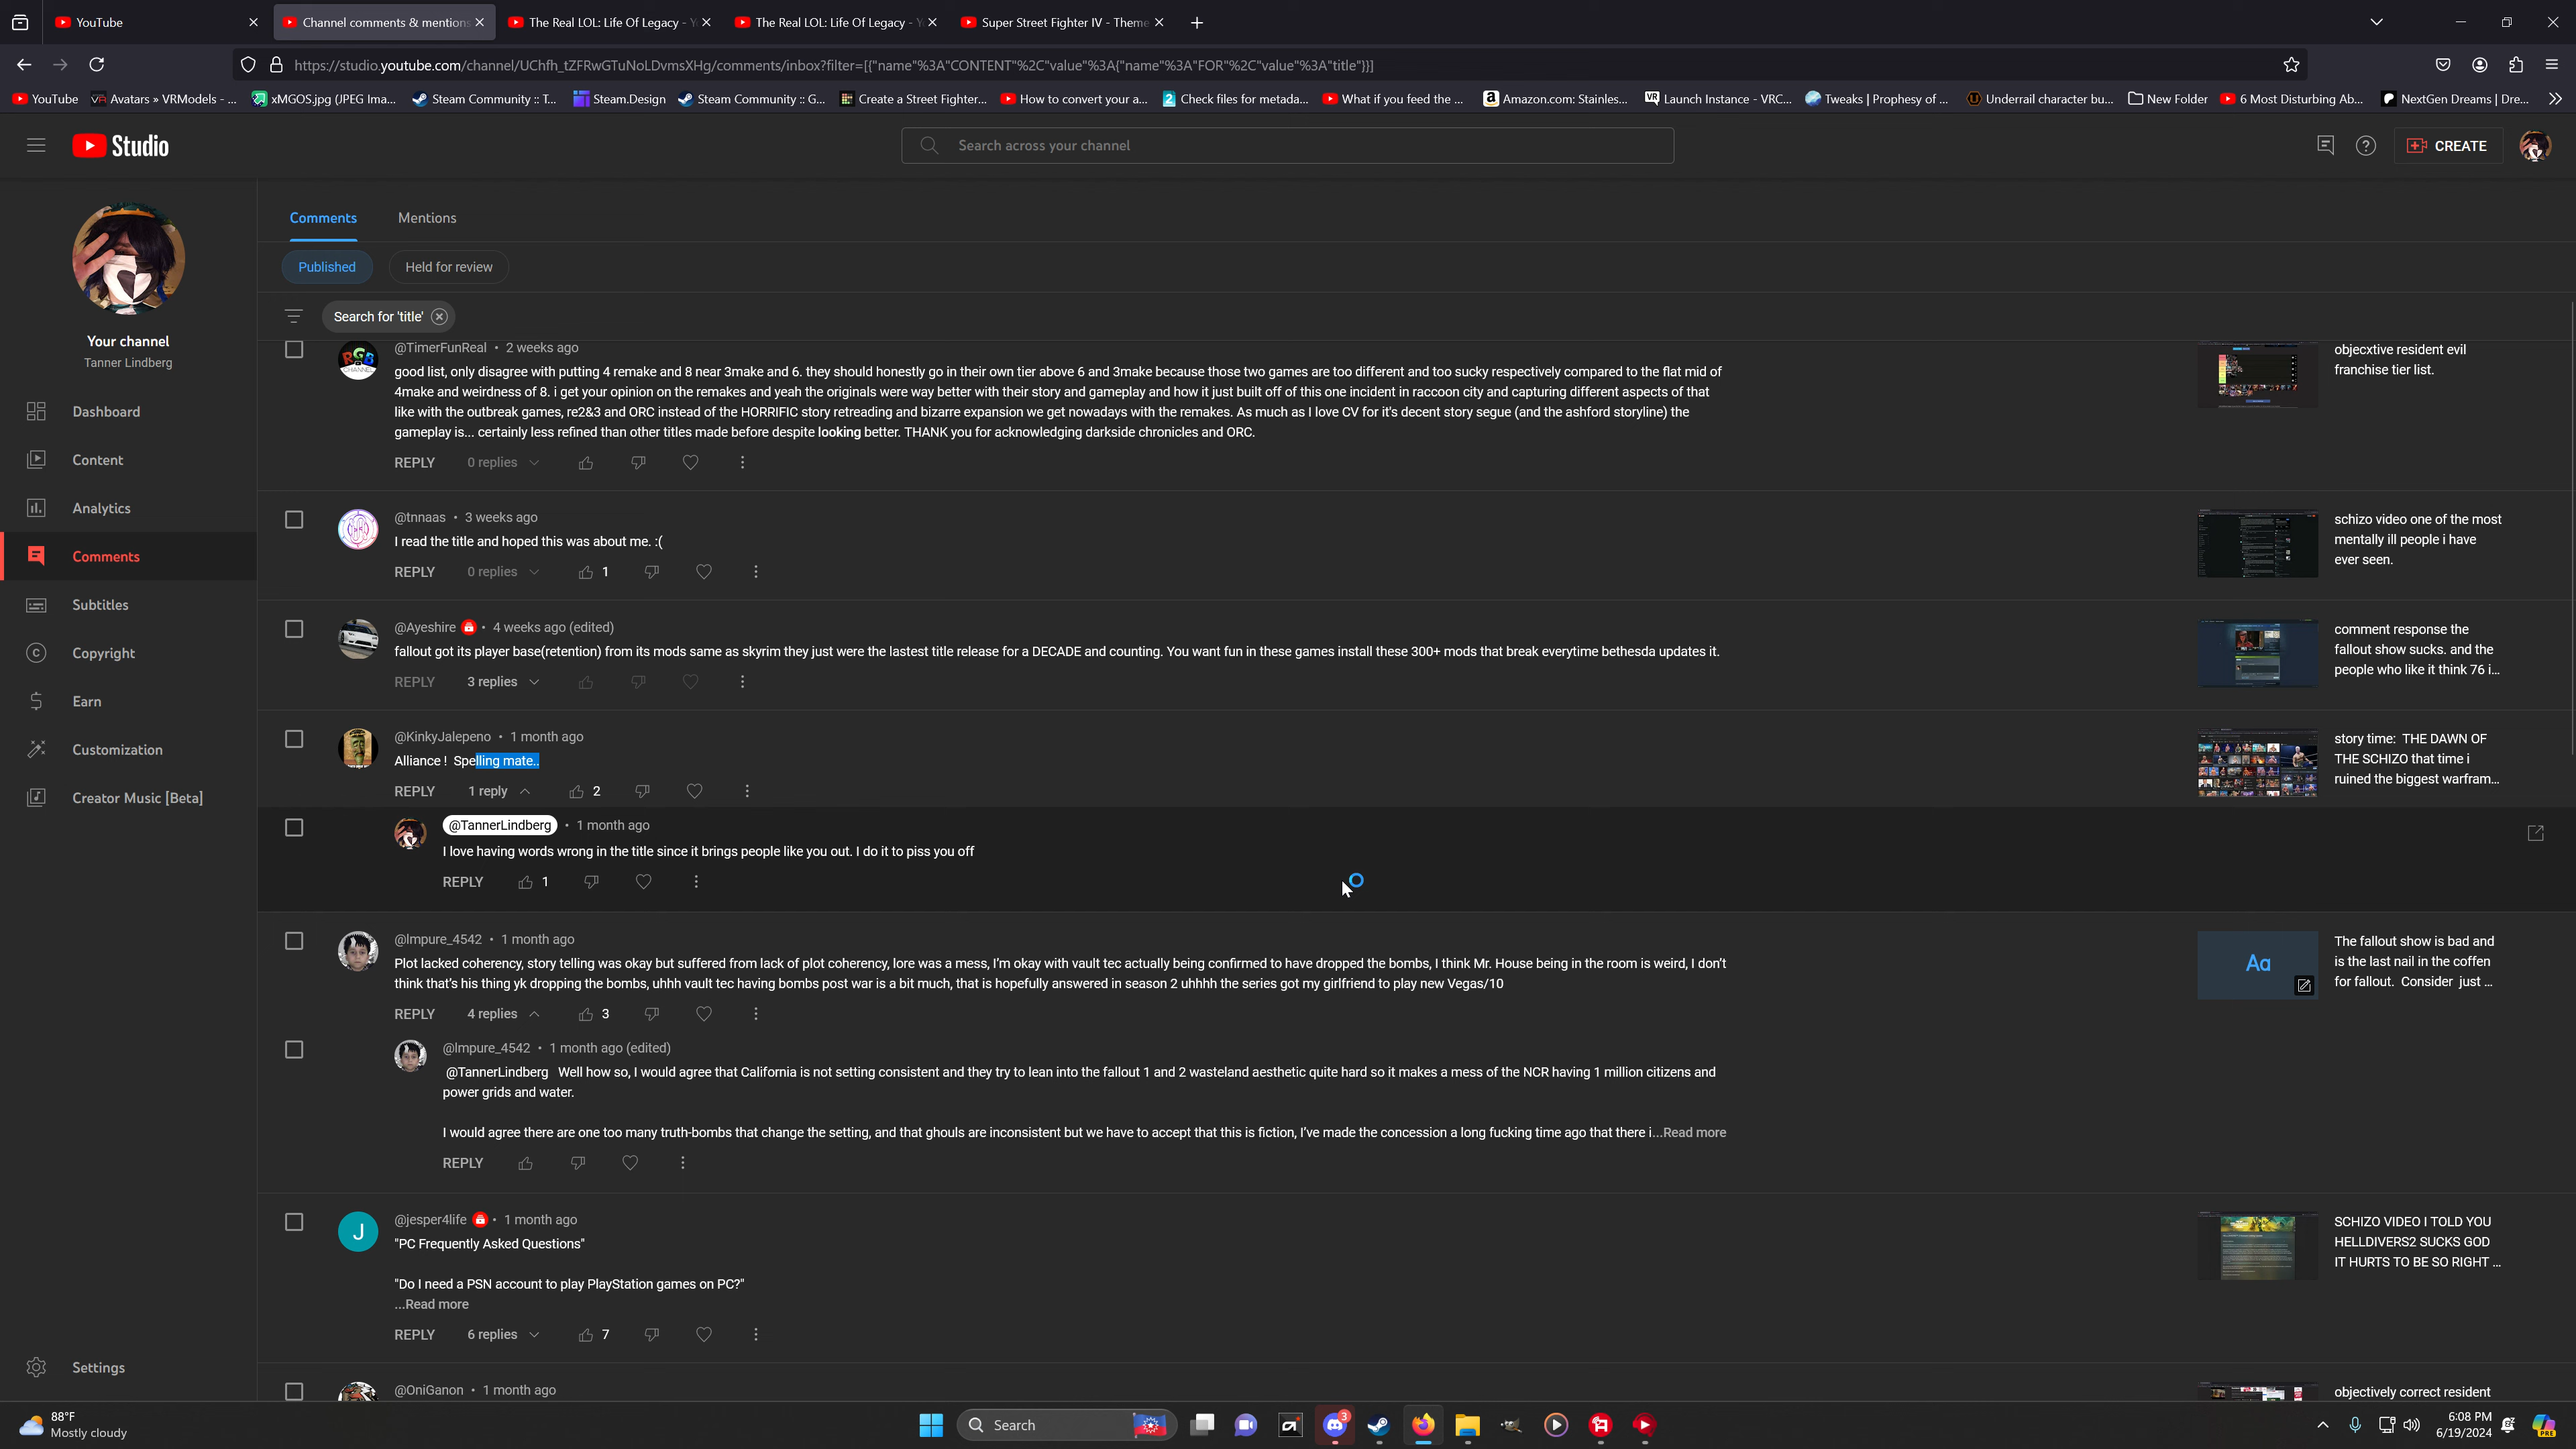 YouTube
Channel comments & mentions
The Real LOL: Life Of Legacy - Y
The Real LOL: Life Of Legacy - Y
Super Street Fighter IV - Theme
https://studio.youtube.com/channel/UChfh_tZFRwGTuNoLDvmsXHg/comments/inbox?filter=[{"name"%3A"CONTENT"%2C"value"%3A{"name"%3A"FOR"%2C"value"%3A"title"}}]
YouTube
Avatars » VRModels - ...
xMGOS.jpg (JPEG Ima...
Steam Community :: T...
Steam.Design
Steam Community :: G...
Create a Street Fighter...
How to convert your a...
Check files for metada...
What if you feed the ...
Amazon.com: Stainles...
Launch Instance - VRC...
Tweaks | Prophesy of ...
Underrail character bu...
New Folder
6 Most Disturbing Ab...
NextGen Dreams | Dre...
Studio
Search across your channel
CREATE
Your channel
Tanner Lindberg
Dashboard
Content
Analytics
Comments
Subtitles
Copyright
Earn
Customization
Creator Music [Beta]
Settings
Comments Mentions
Published Held for review
Search for 'title'
@TimerFunReal • 2 weeks ago
good list, only disagree with putting 4 remake and 8 near 3make and 6. they should honestly go in their own tier above 6 and 3make because those two games are too different and too sucky respectively compared to the flat mid of
4make and weirdness of 8. i get your opinion on the remakes and yeah the originals were way better with their story and gameplay and how it just built off of this one incident in raccoon city and capturing different aspects of that
like with the outbreak games, re2&3 and ORC instead of the HORRIFIC story retreading and bizarre expansion we get nowadays with the remakes. As much as I love CV for it's decent story segue (and the ashford storyline) the
gameplay is... certainly less refined than other titles made before despite looking better. THANK you for acknowledging darkside chronicles and ORC.
REPLY 0 replies
objecxtive resident evil
franchise tier list.
@tnnaas • 3 weeks ago
I read the title and hoped this was about me. :(
REPLY 0 replies 1
schizo video one of the most
mentally ill people i have
ever seen.
@Ayeshire • 4 weeks ago (edited)
fallout got its player base(retention) from its mods same as skyrim they just were the lastest title release for a DECADE and counting. You want fun in these games install these 300+ mods that break everytime bethesda updates it.
REPLY 3 replies
comment response the
fallout show sucks. and the
people who like it think 76 i...
@KinkyJalepeno • 1 month ago
Alliance ! Spelling mate..
REPLY 1 reply 2
story time: THE DAWN OF
THE SCHIZO that time i
ruined the biggest warfram...
@TannerLindberg • 1 month ago
I love having words wrong in the title since it brings people like you out. I do it to piss you off
REPLY 1
@Impure_4542 • 1 month ago
Plot lacked coherency, story telling was okay but suffered from lack of plot coherency, lore was a mess, I'm okay with vault tec actually being confirmed to have dropped the bombs, I think Mr. House being in the room is weird, I don't
think that's his thing yk dropping the bombs, uhhh vault tec having bombs post war is a bit much, that is hopefully answered in season 2 uhhhh the series got my girlfriend to play new Vegas/10
REPLY 4 replies 3
Aa
The fallout show is bad and
is the last nail in the coffen
for fallout. Consider just ...
@Impure_4542 • 1 month ago (edited)
@TannerLindberg Well how so, I would agree that California is not setting consistent and they try to lean into the fallout 1 and 2 wasteland aesthetic quite hard so it makes a mess of the NCR having 1 million citizens and
power grids and water.
I would agree there are one too many truth-bombs that change the setting, and that ghouls are inconsistent but we have to accept that this is fiction, I've made the concession a long fucking time ago that there i...Read more
REPLY
J
@jesper4life • 1 month ago
"PC Frequently Asked Questions"
"Do I need a PSN account to play PlayStation games on PC?"
...Read more
REPLY 6 replies 7
SCHIZO VIDEO I TOLD YOU
HELLDIVERS2 SUCKS GOD
IT HURTS TO BE SO RIGHT ...
@OniGanon • 1 month ago
objectively correct resident
88°F
Mostly cloudy
Search
3
6:08 PM
6/19/2024
PRE